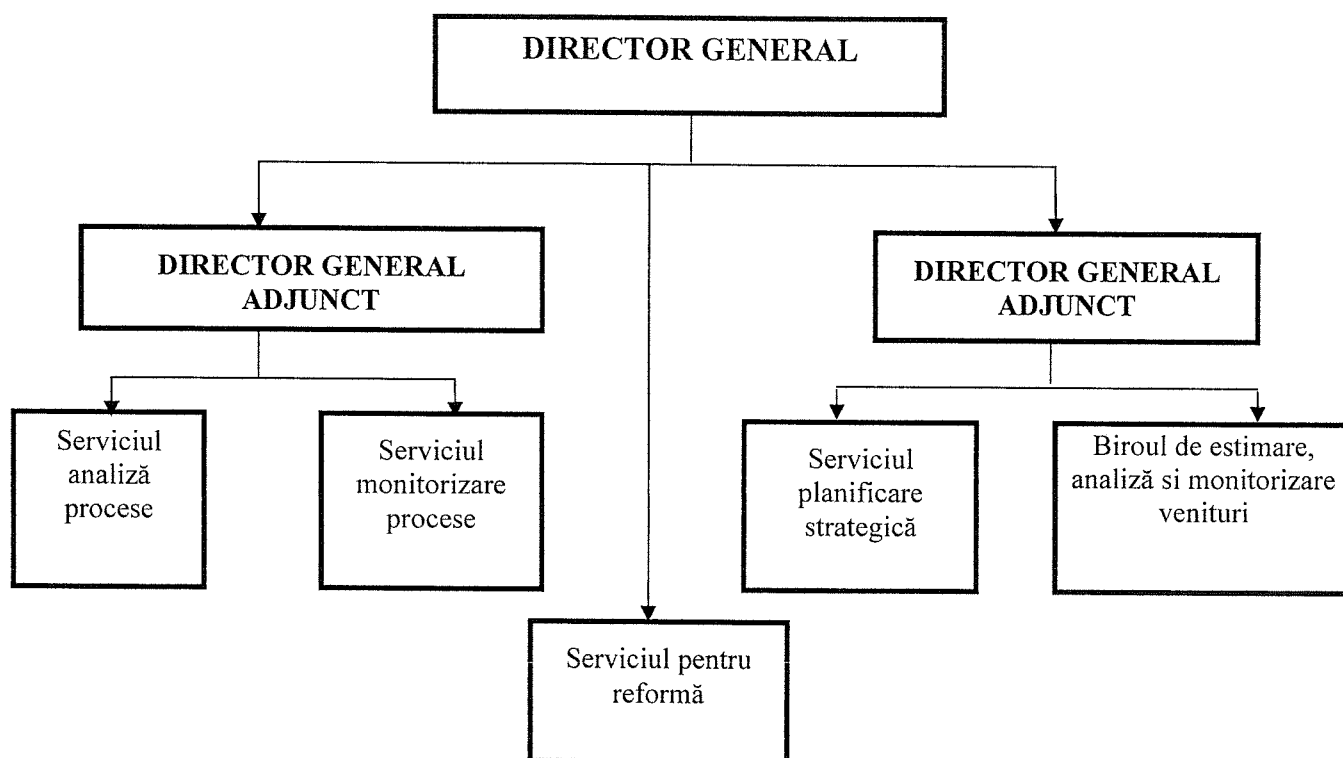 DIRECTOR GENERAL
DIRECTOR GENERAL
ADJUNCT
DIRECTOR GENERAL
ADJUNCT
Serviciul
analiză
procese
Serviciul
monitorizare
procese
Serviciul
planificare
strategică
Biroul de estimare,
analiză si monitorizare
venituri
Serviciul pentru
reformă